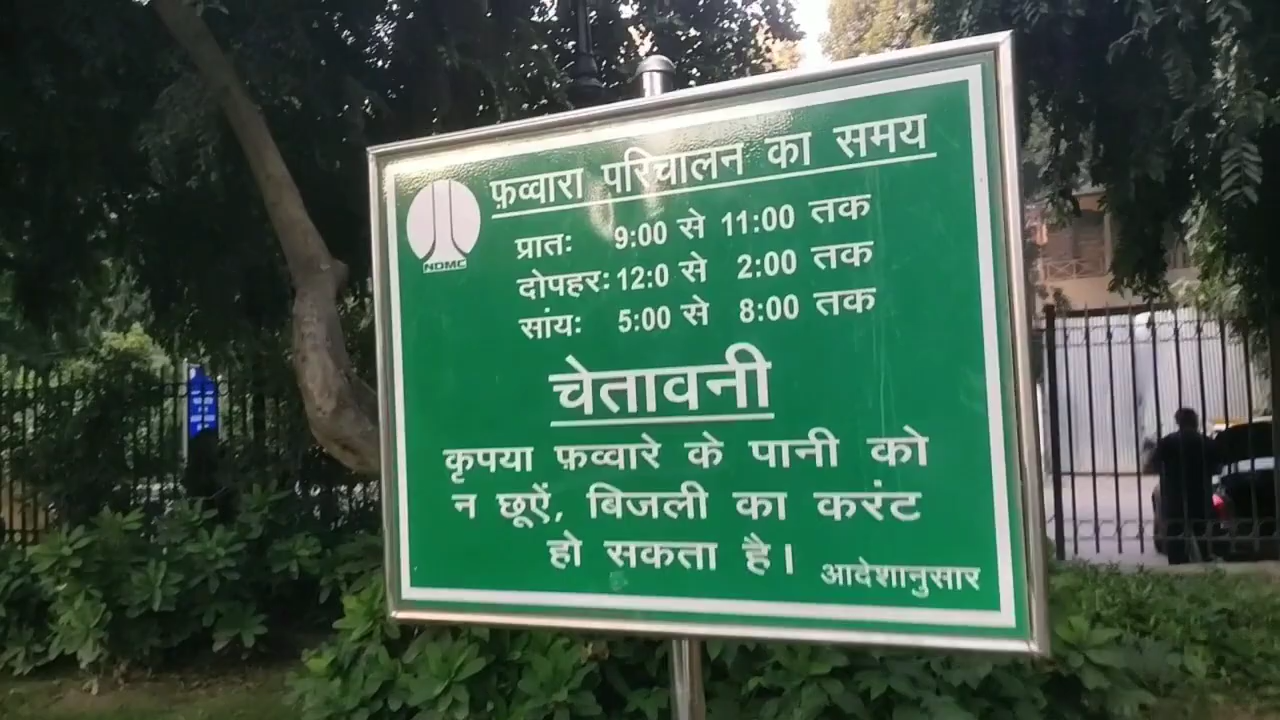 फ़व्वारा परिचालन का समय
NDMC
प्रातः 9:00 से 11:00 तक
दोपहरः 12:0 से 2:00 तक
सांयः 5:00 से 8:00 तक
चेतावनी
कृपया फ़व्वारे के पानी को
न छूऐं, बिजली का करंट
हो सकता है।
आदेशानुसार